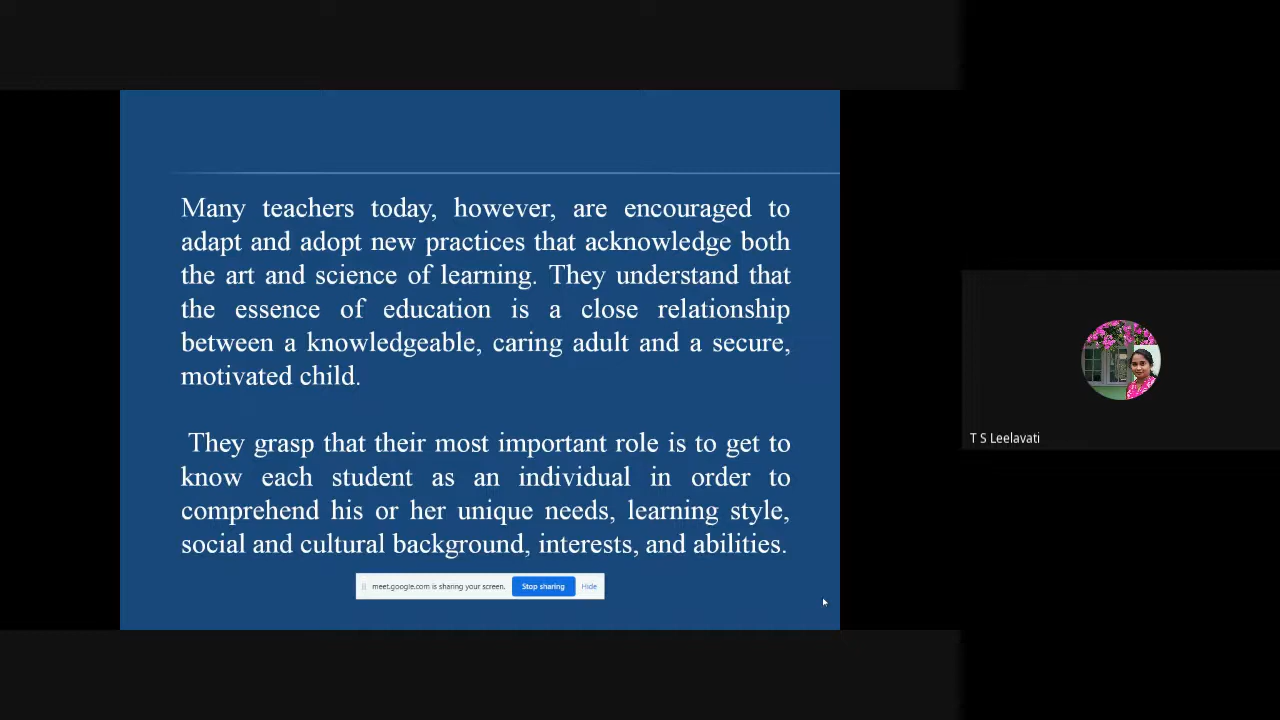 Many teachers today, however, are encouraged to
adapt and adopt new practices that acknowledge both
the art and science of learning. They understand that
the essence of education is a close relationship
between a knowledgeable, caring adult and a secure,
motivated child.
They grasp that their most important role is to get to
know each student as an individual in order to
comprehend his or her unique needs, learning style,
social and cultural background, interests, and abilities.
meet.google.com is sharing your screen. Stop sharing Hide
T S Leelavati